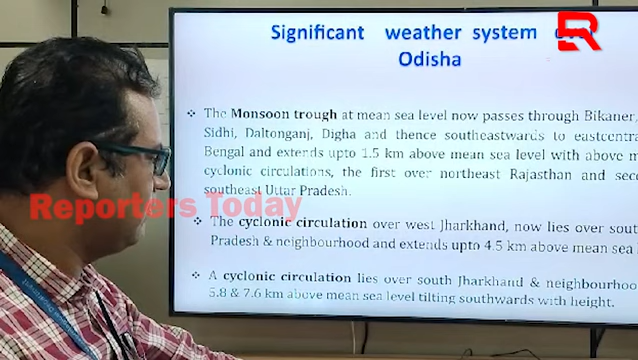 Significant weather system over
Odisha
❖ The Monsoon trough at mean sea level now passes through Bikaner,
Sidhi, Daltonganj, Digha and thence southeastwards to eastcentra
Bengal and extends upto 1.5 km above mean sea level with above m
cyclonic circulations, the first over northeast Rajasthan and sec
southeast Uttar Pradesh.
❖ The cyclonic circulation over west Jharkhand, now lies over sout
Pradesh & neighbourhood and extends upto 4.5 km above mean sea
❖ A cyclonic circulation lies over south Jharkhand & neighbourhoo
5.8 & 7.6 km above mean sea level tilting southwards with height.
Reporters Today